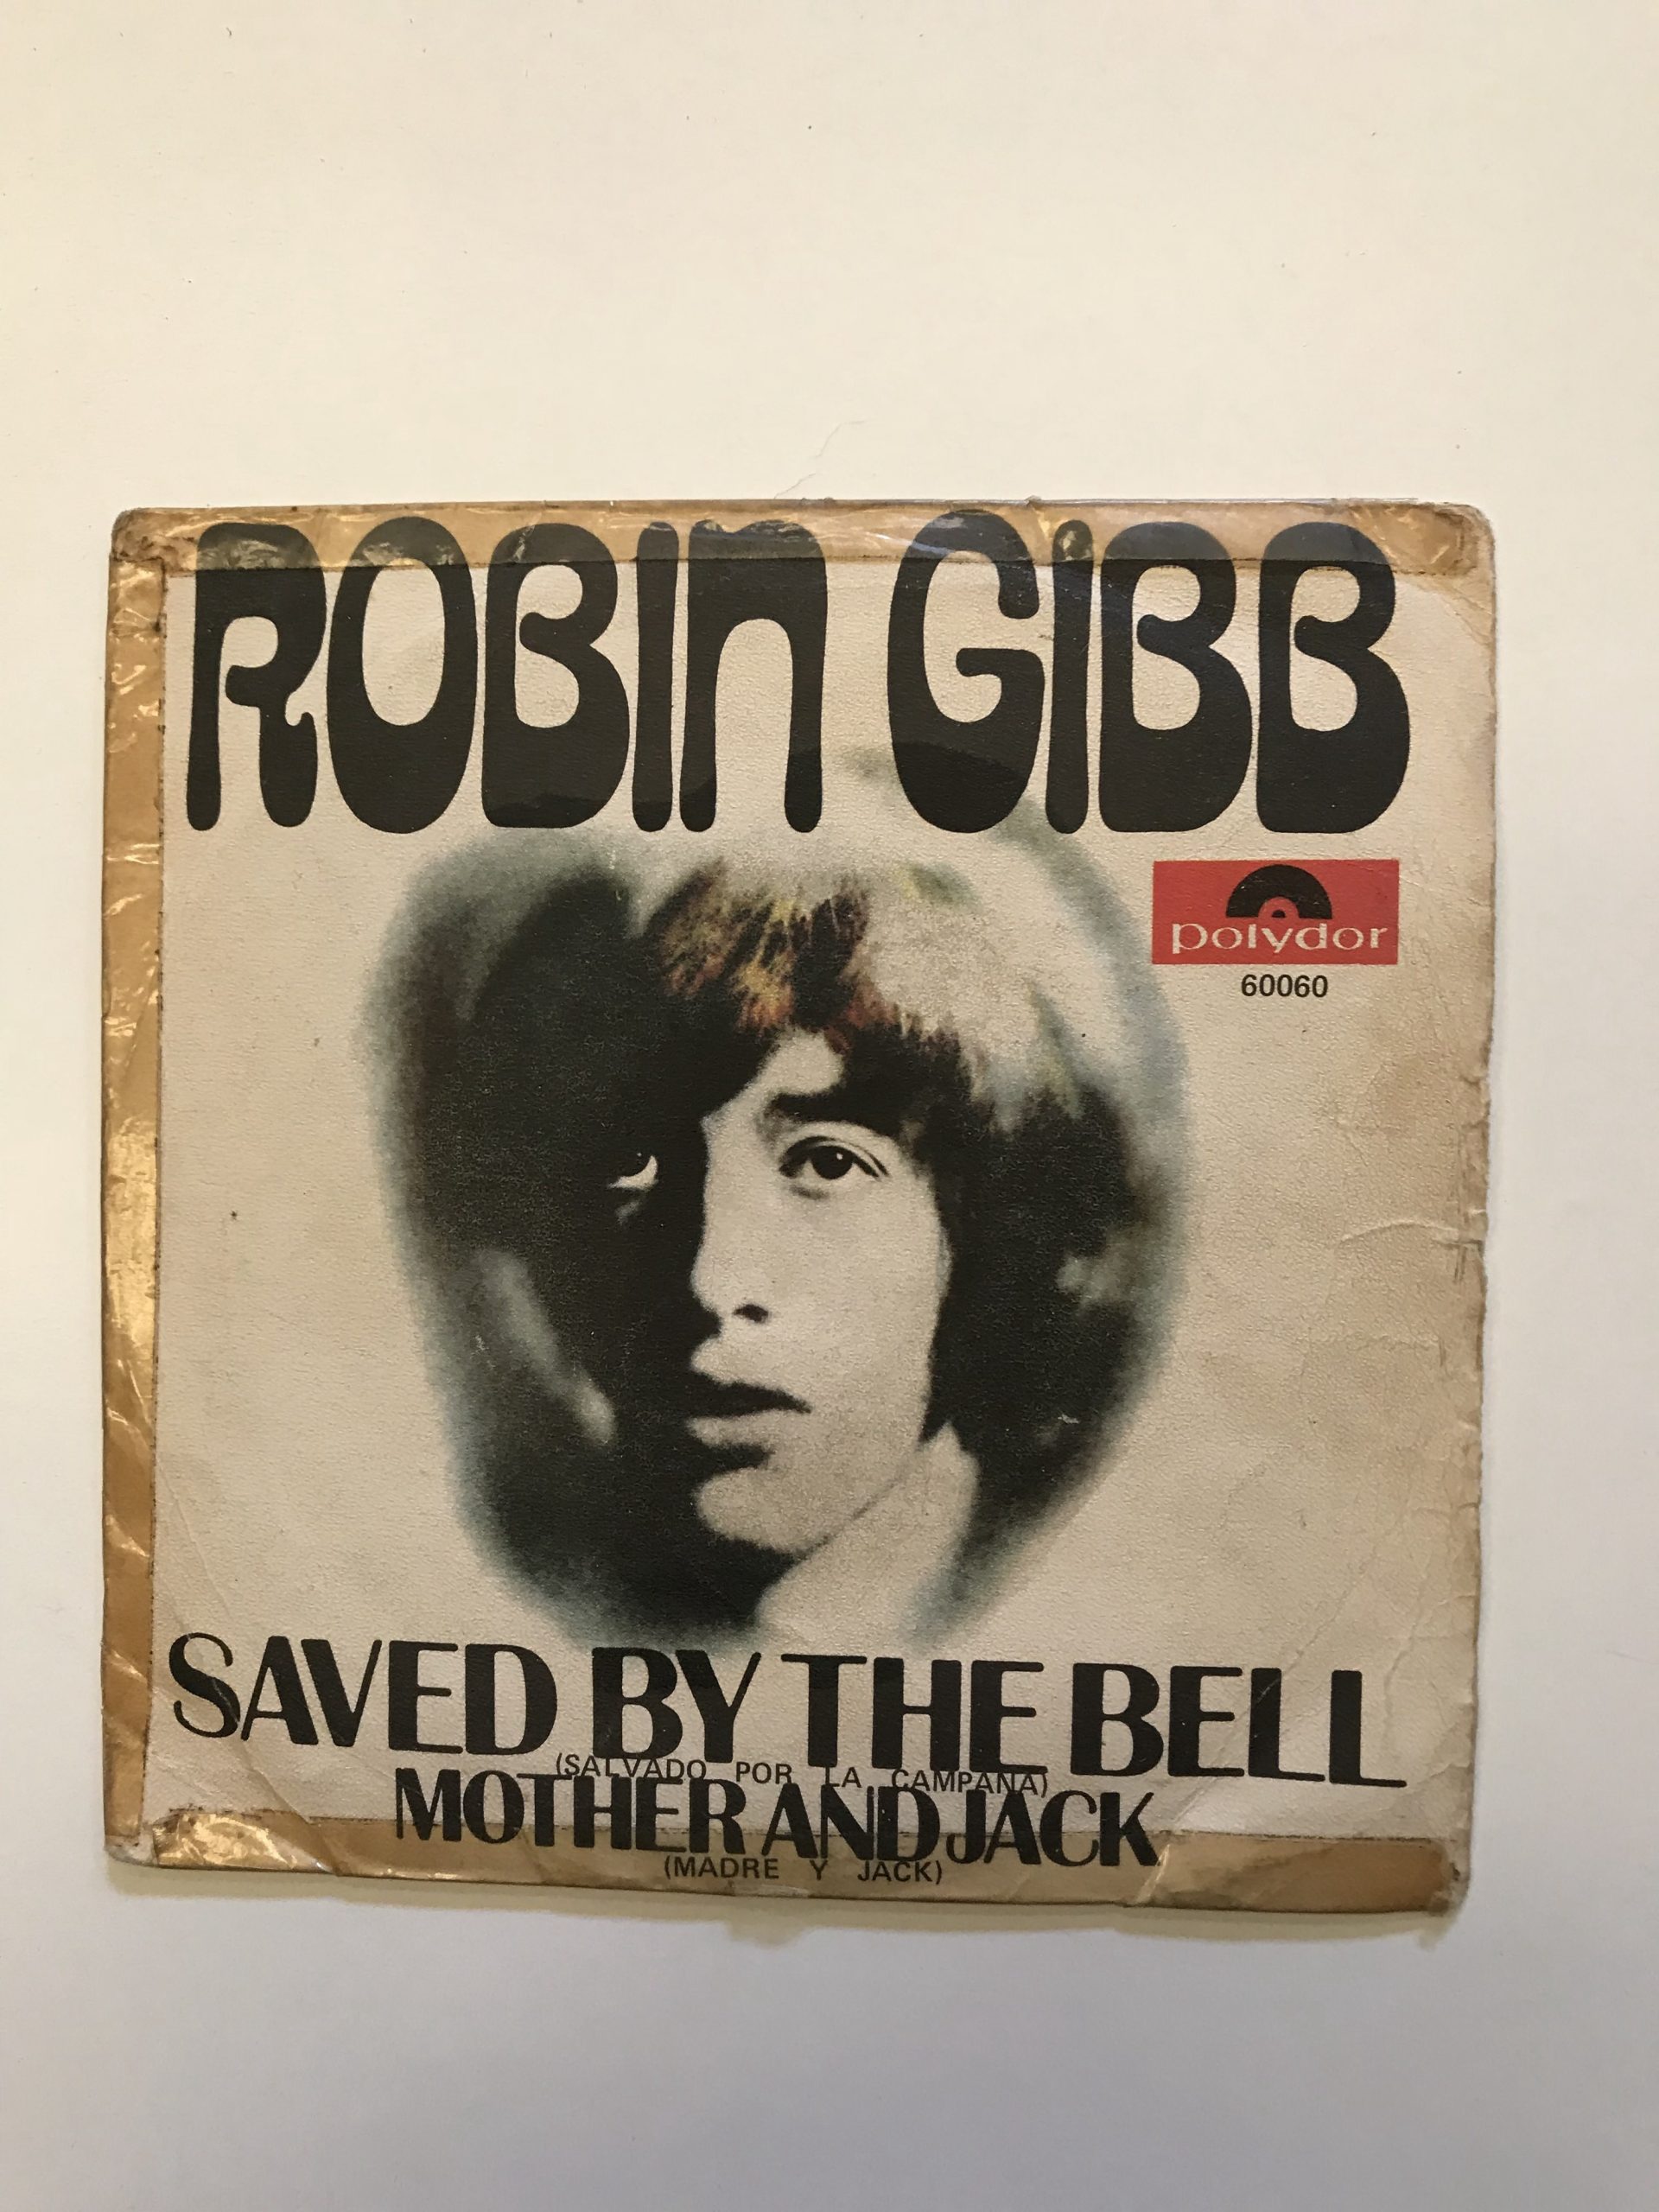 ROBIN GIBB
polydor
60060
SAVED BY THE BELL
(SALVADO POR LA CAMPANA)
MOTHER AND JACK
(MADRE Y JACK)